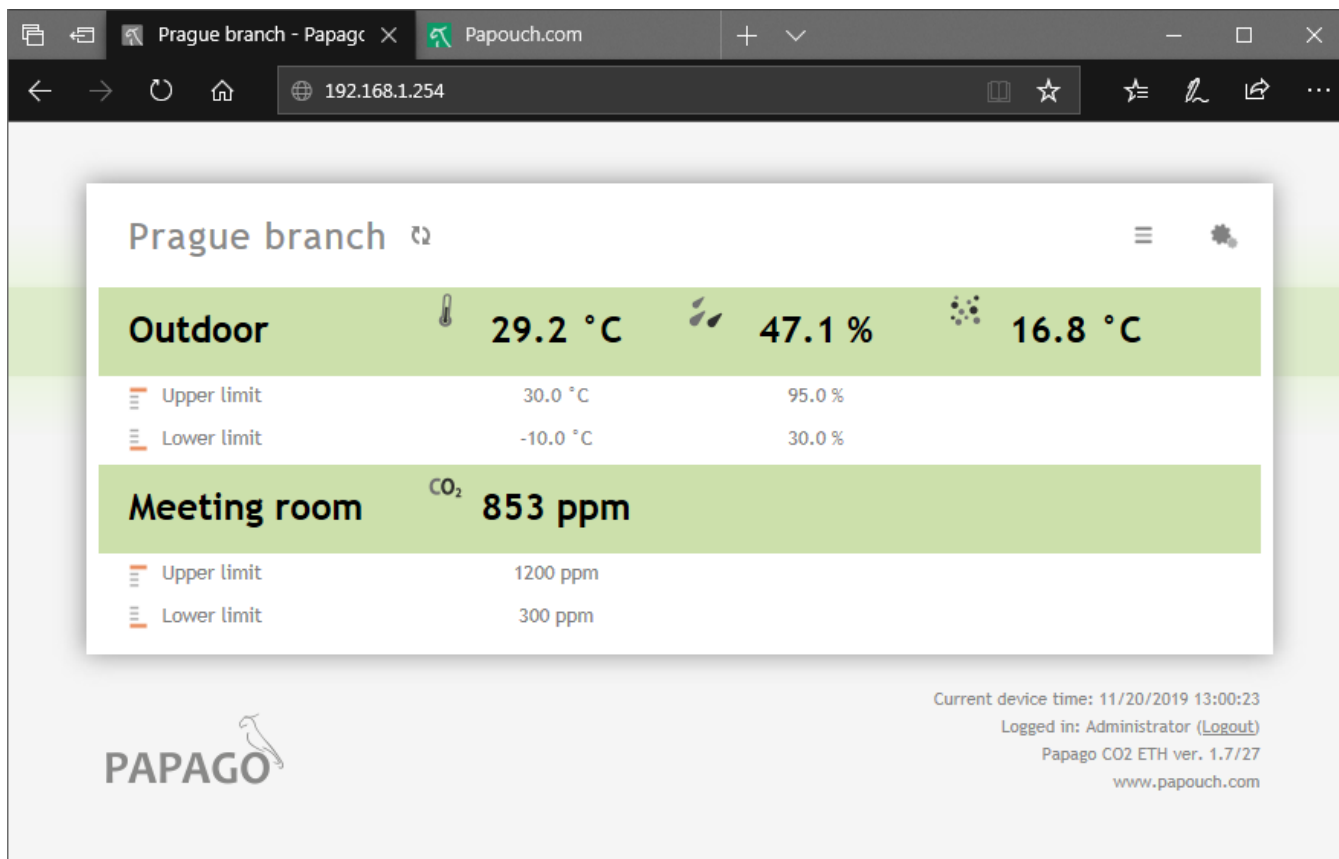 Prague branch - Papago
Papouch.com
192.168.1.254
Prague branch
Outdoor 29.2 °C 47.1 % 16.8 °C
Upper limit 30.0 °C 95.0 %
Lower limit -10.0 °C 30.0 %
Meeting room CO₂ 853 ppm
Upper limit 1200 ppm
Lower limit 300 ppm
Current device time: 11/20/2019 13:00:23
Logged in: Administrator (Logout)
Papago CO2 ETH ver. 1.7/27
www.papouch.com
PAPAGO